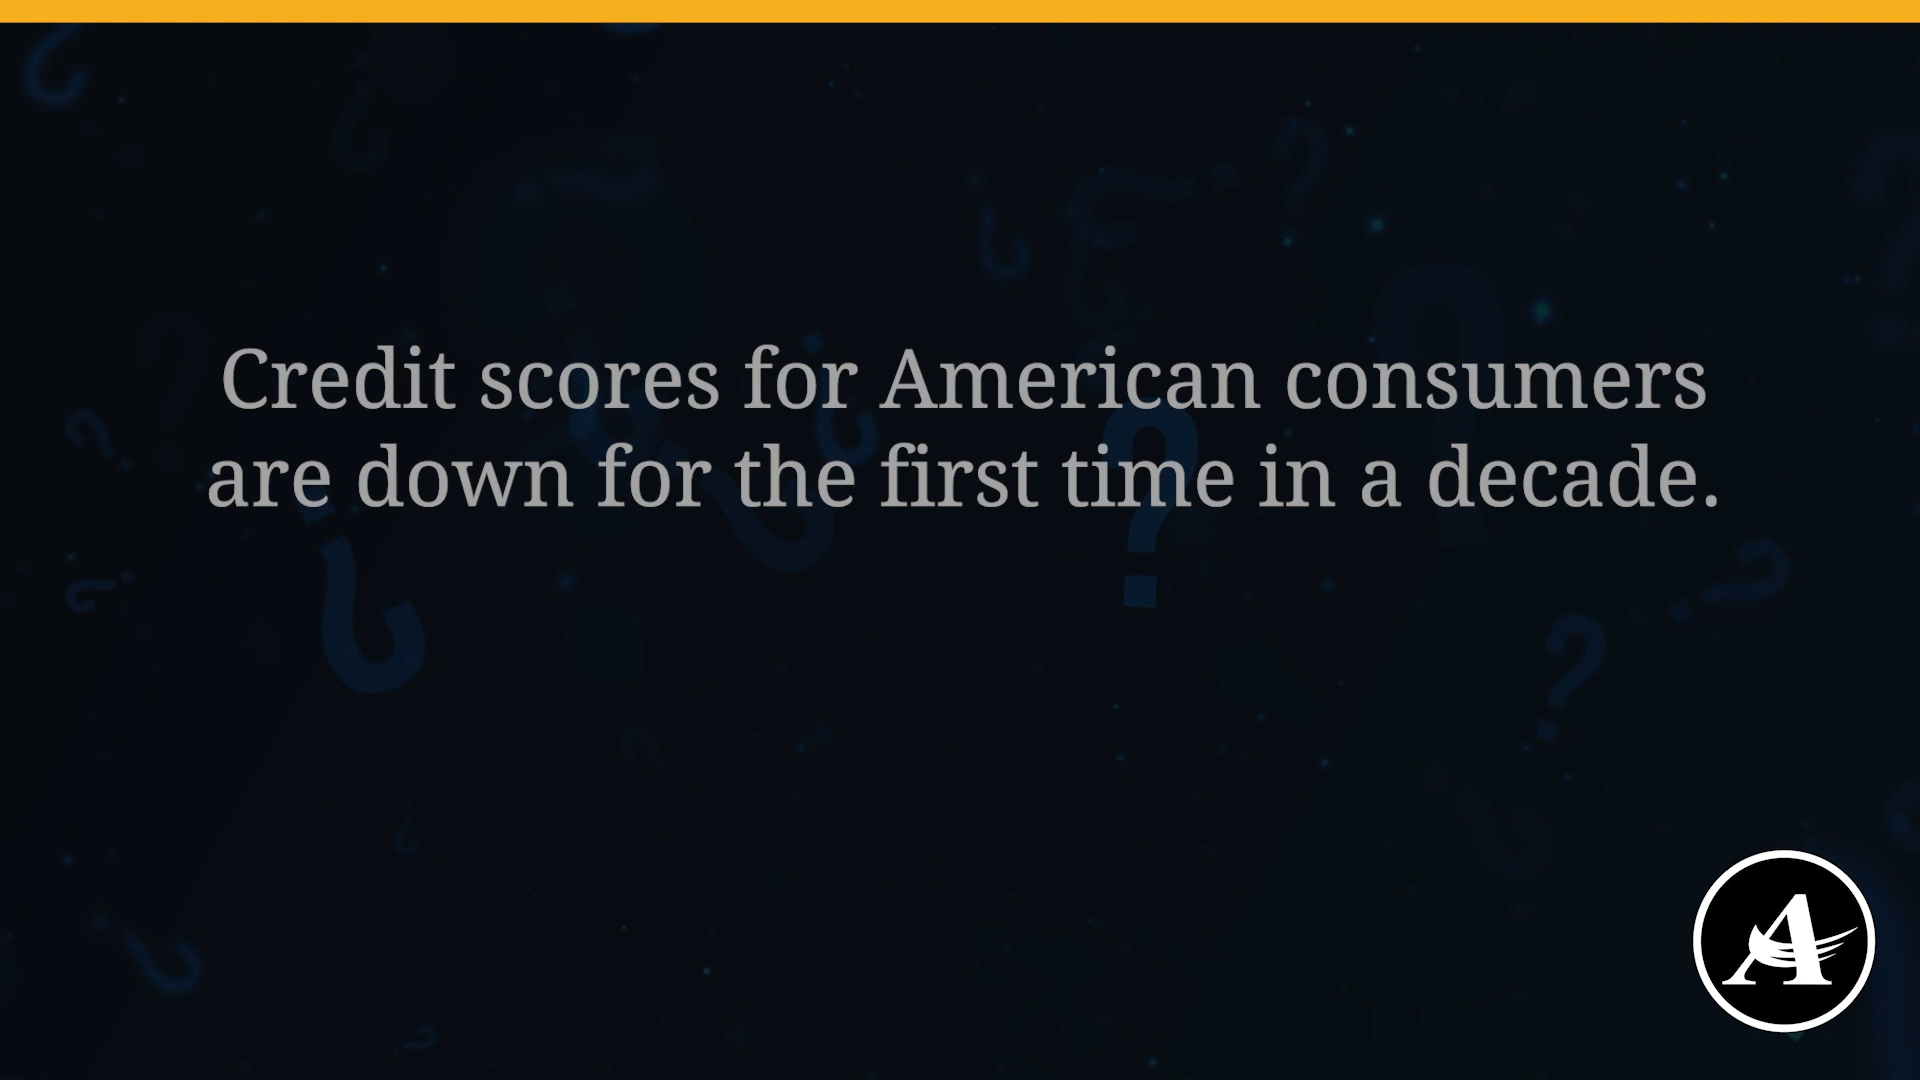 Credit scores for American consumers
are down for the first time in a decade.
A